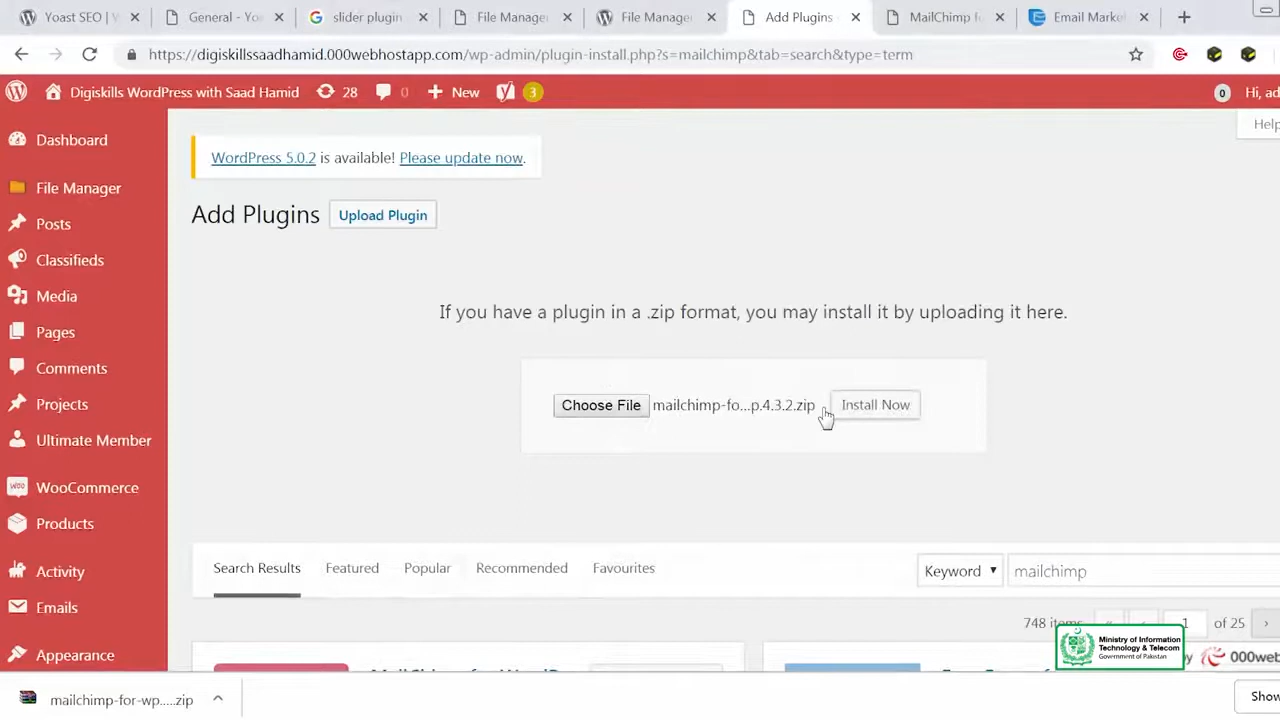 Yoast SEO |
General - Yo
slider plugin
File Manage
File Manage
Add Plugins
MailChimp f
Email Marke
https://digiskillssaadhamid.000webhostapp.com/wp-admin/plugin-install.php?s=mailchimp&tab=search&type=term
Digiskills WordPress with Saad Hamid
28
0
New
3
0
Hi, ad
Help
Dashboard
File Manager
Posts
Classifieds
Media
Pages
Comments
Projects
Ultimate Member
WooCommerce
Products
Activity
Emails
Appearance
WordPress 5.0.2 is available! Please update now.
Add Plugins
Upload Plugin
If you have a plugin in a .zip format, you may install it by uploading it here.
Choose File mailchimp-fo...p.4.3.2.zip
Install Now
Search Results
Featured
Popular
Recommended
Favourites
Keyword
mailchimp
748 items
«
‹
1
of 25
›
Ministry of Information
Technology & Telecom
Government of Pakistan
by
000web
mailchimp-for-wp.....zip
Show